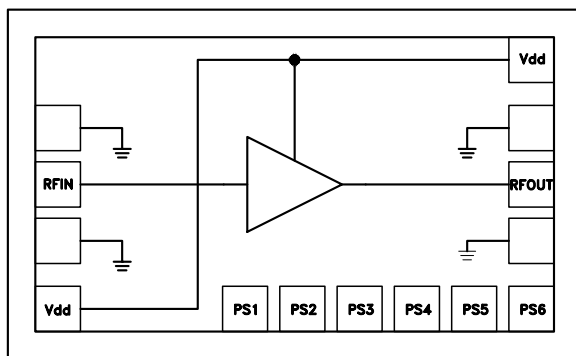 Vdd
RFIN
RFOUT
Vdd
PS1 PS2 PS3 PS4 PS5 PS6